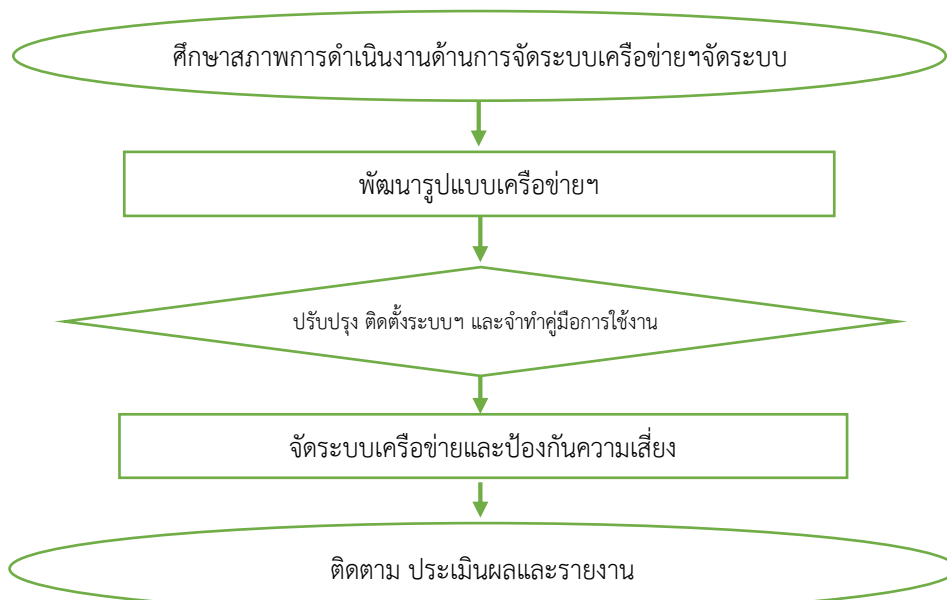 ศึกษาสภาพการดำเนินงานด้านการจัดระบบเครือข่ายฯจัดระบบ
พัฒนารูปแบบเครือข่ายฯ
ปรับปรุง ติดตั้งระบบฯ และจำทำคู่มือการใช้งาน
จัดระบบเครือข่ายและป้องกันความเสี่ยง
ติดตาม ประเมินผลและรายงาน